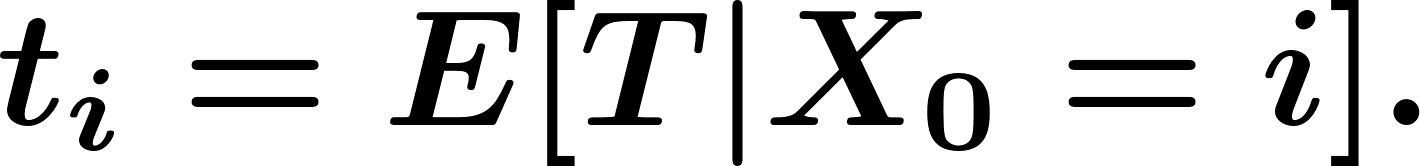 t_i = E[T|X_0 = i].